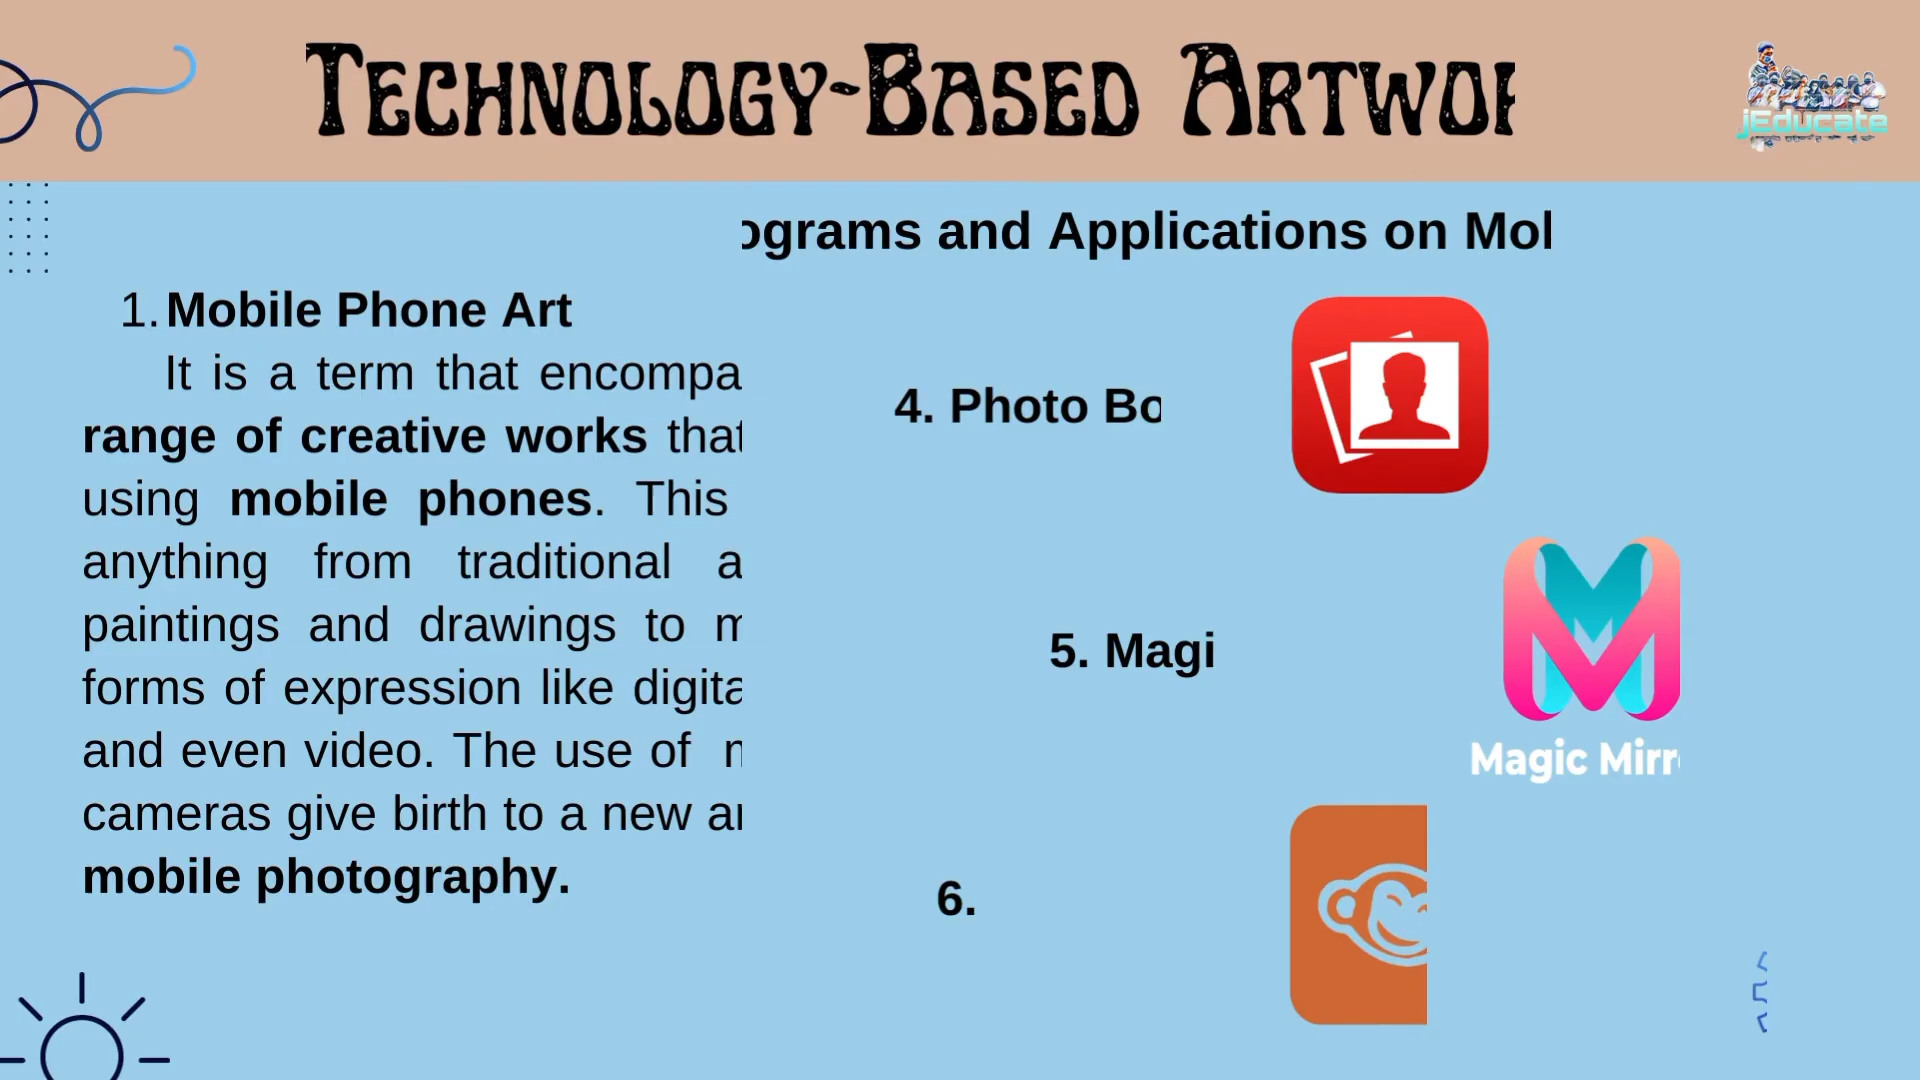 TECHNOLOGY-BASED ARTWOR
jEducate
ograms and Applications on Mo
1. Mobile Phone Art
It is a term that encompa
range of creative works that
using mobile phones. This
anything from traditional a
paintings and drawings to m
forms of expression like digita
and even video. The use of m
cameras give birth to a new ar
mobile photography.
4. Photo Bo
5. Magi
Magic Mirr
6.